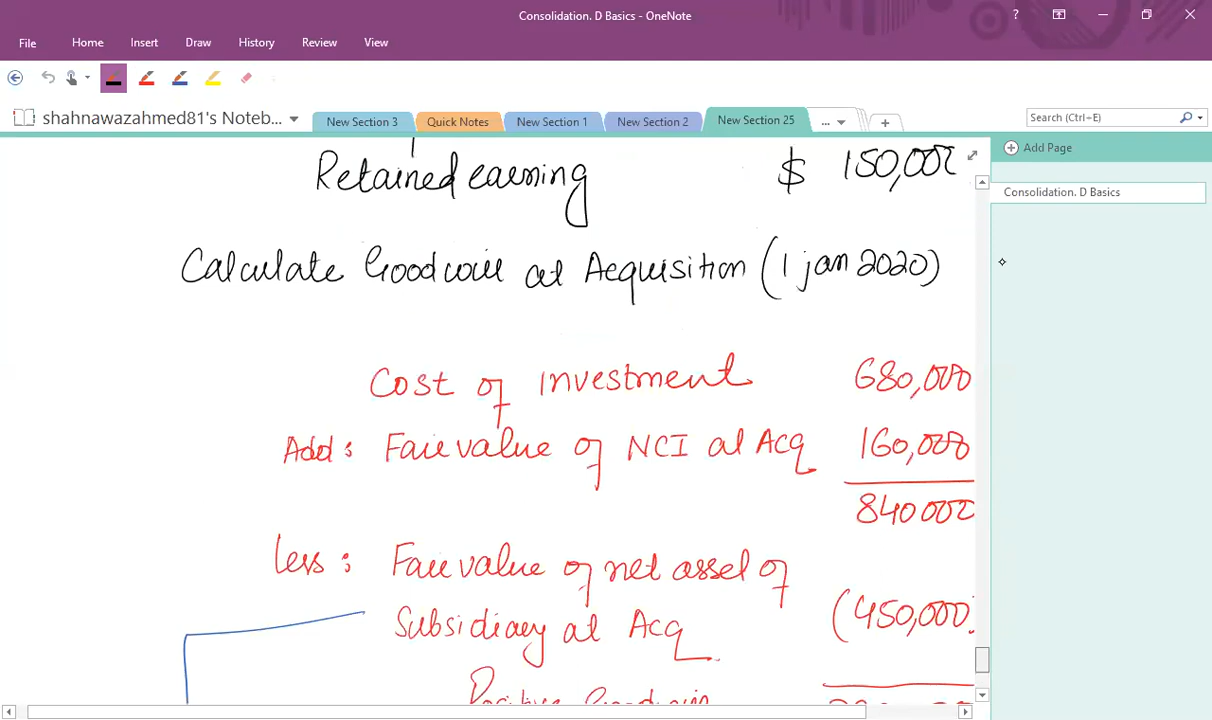 Consolidation. D Basics - OneNote
?
File Home Insert Draw History Review View
shahnawazahmed81's Noteb... New Section 3 Quick Notes New Section 1 New Section 2 New Section 25 ... + Search (Ctrl+E)
Add Page
Consolidation. D Basics
Retained earning $ 150,000
Calculate Goodwill at Acquisition (1 jan 2020)
Cost of investment 680,000
Add: Fair value of NCI at Acq 160,000
840000
Less: Fair value of net asset of
Subsidiary at Acq (450,000)
Positive Goodwill